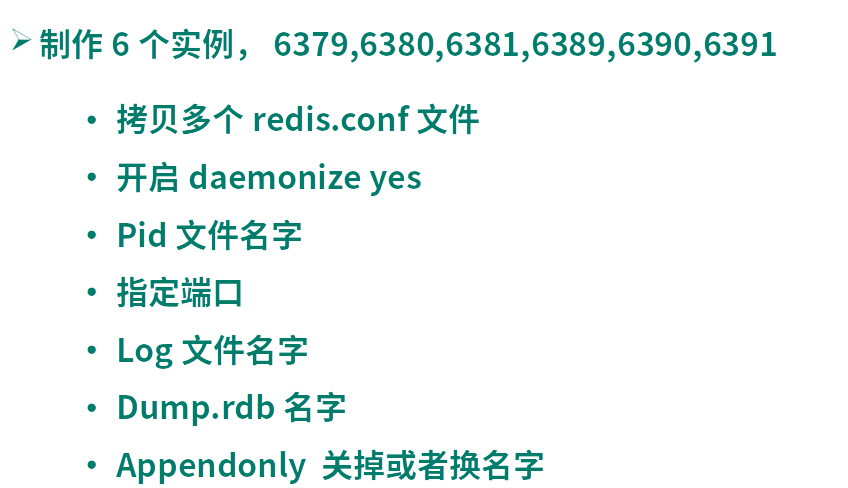 制作 6 个实例， 6379,6380,6381,6389,6390,6391
拷贝多个 redis.conf 文件
开启 daemonize yes
Pid 文件名字
指定端口
Log 文件名字
Dump.rdb 名字
Appendonly 关掉或者换名字